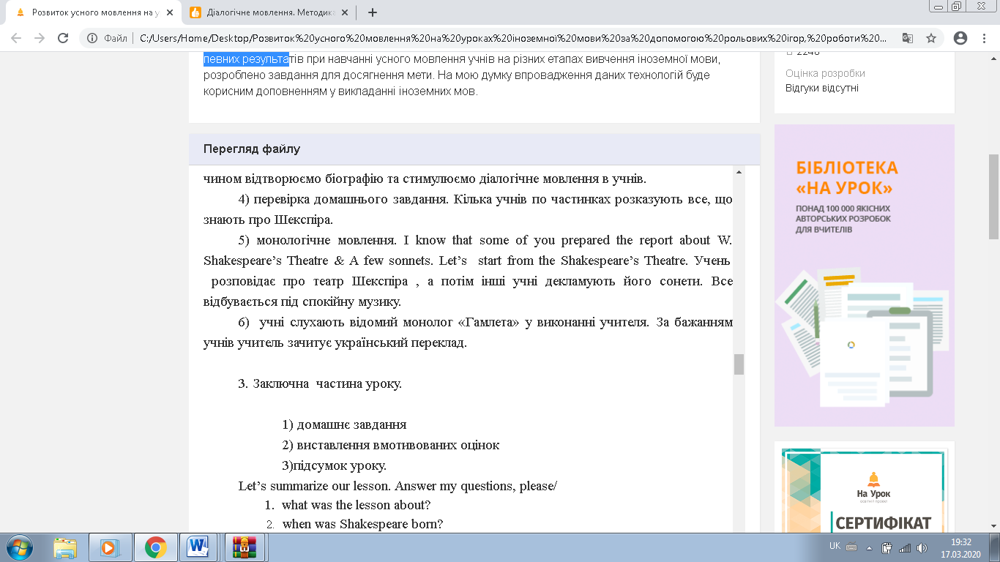 Розвиток усного мовлення на у
Діалогічне мовлення. Методика
Файл
C:/Users/Home/Desktop/Розвиток%20усного%20мовлення%20на%20уроках%20іноземної%20мови%20за%20допомогою%20рольових%20ігор,%20роботи%20...
певних результатів при навчанні усного мовлення учнів на різних етапах вивчення іноземної мови,
розроблено завдання для досягнення мети. На мою думку впровадження даних технологій буде
корисним доповненням у викладанні іноземних мов.
2248
Оцінка розробки
Відгуки відсутні
Перегляд файлу
чином відтворюємо біографію та стимулюємо діалогічне мовлення в учнів.
4) перевірка домашнього завдання. Кілька учнів по частинках розказують все, що
знають про Шекспіра.
5) монологічне мовлення. I know that some of you prepared the report about W.
Shakespeare’s Theatre & A few sonnets. Let’s start from the Shakespeare’s Theatre. Учень
розповідає про театр Шекспіра , а потім інші учні декламують його сонети. Все
відбувається під спокійну музику.
6) учні слухають відомий монолог «Гамлета» у виконанні учителя. За бажанням
учнів учитель зачитує український переклад.
3. Заключна частина уроку.
1) домашнє завдання
2) виставлення вмотивованих оцінок
3)підсумок уроку.
Let’s summarize our lesson. Answer my questions, please/
1. what was the lesson about?
2. when was Shakespeare born?
БІБЛІОТЕКА
«НА УРОК»
ПОНАД 100 000 ЯКІСНИХ
АВТОРСЬКИХ РОЗРОБОК
ДЛЯ ВЧИТЕЛІВ
На Урок
освітній проект
СЕРТИФІКАТ
UK
19:32
17.03.2020